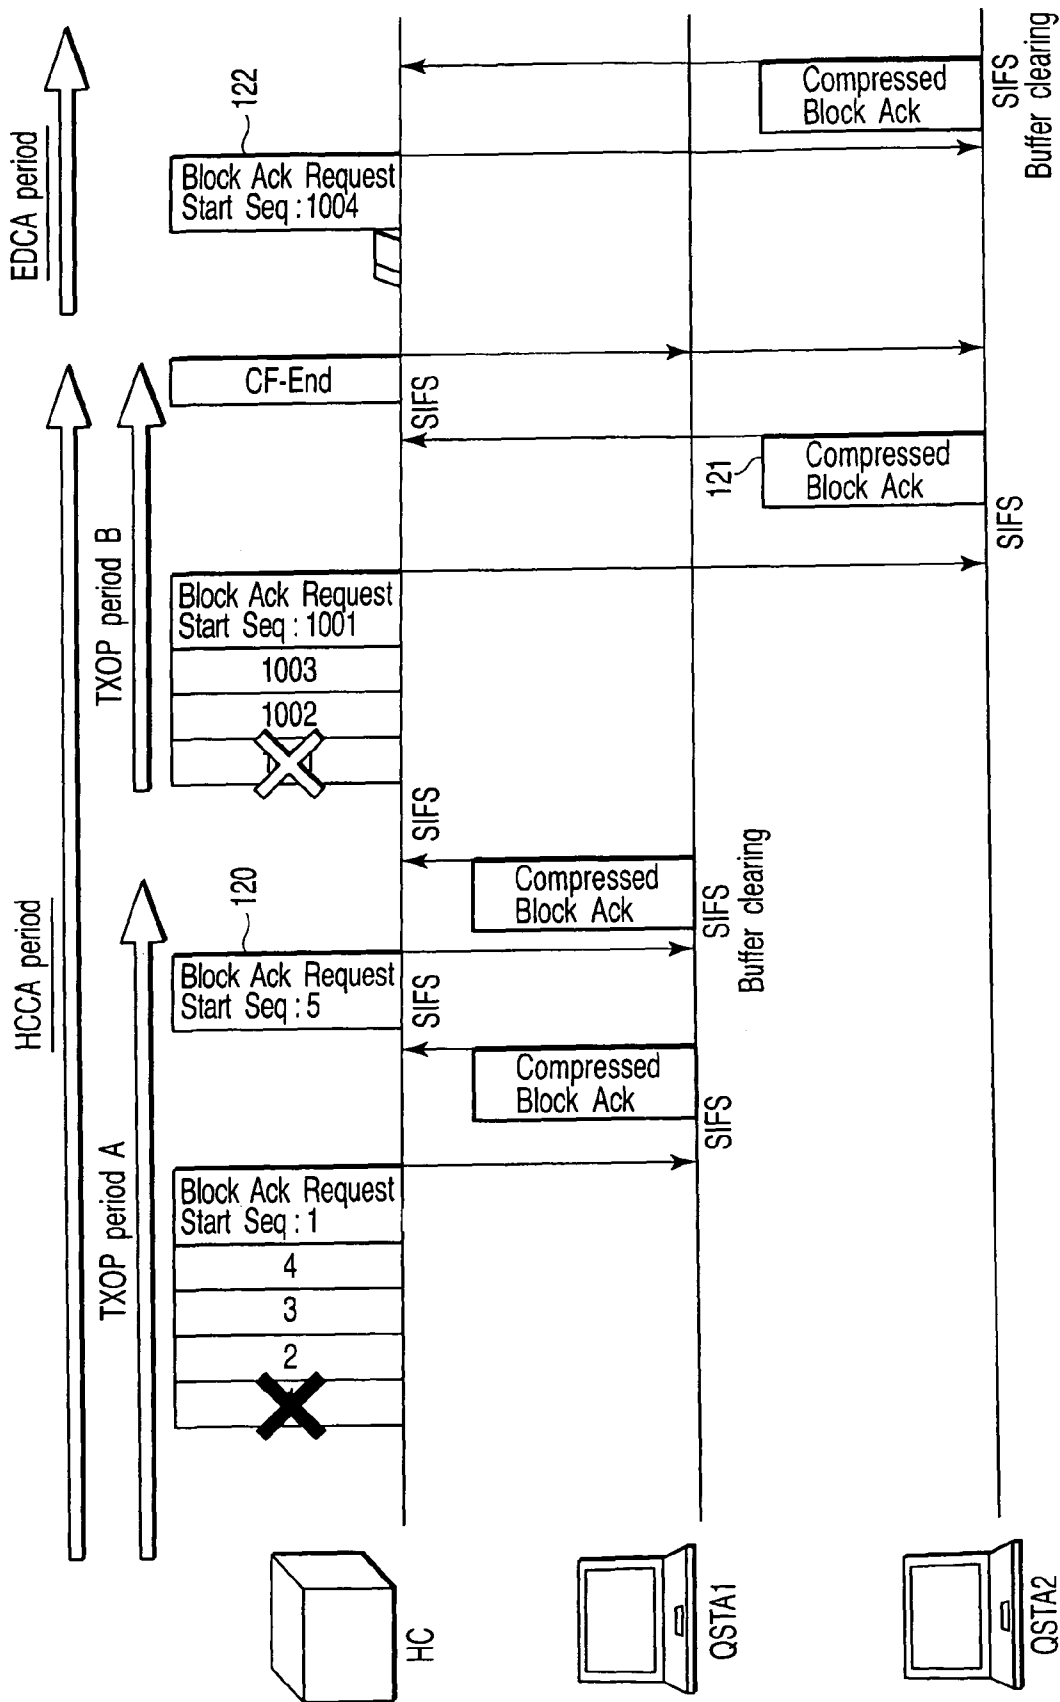 HCCA period
EDCA period
TXOP period A
TXOP period B
2
3
4
Block Ack Request
Start Seq : 1
120
Block Ack Request
Start Seq : 5
1002
1003
Block Ack Request
Start Seq : 1001
CF-End
122
Block Ack Request
Start Seq : 1004
HC
SIFS
SIFS
SIFS
Compressed
Block Ack
Compressed
Block Ack
QSTA1
SIFS
SIFS
Buffer clearing
121
Compressed
Block Ack
Compressed
Block Ack
QSTA2
SIFS
SIFS
Buffer clearing